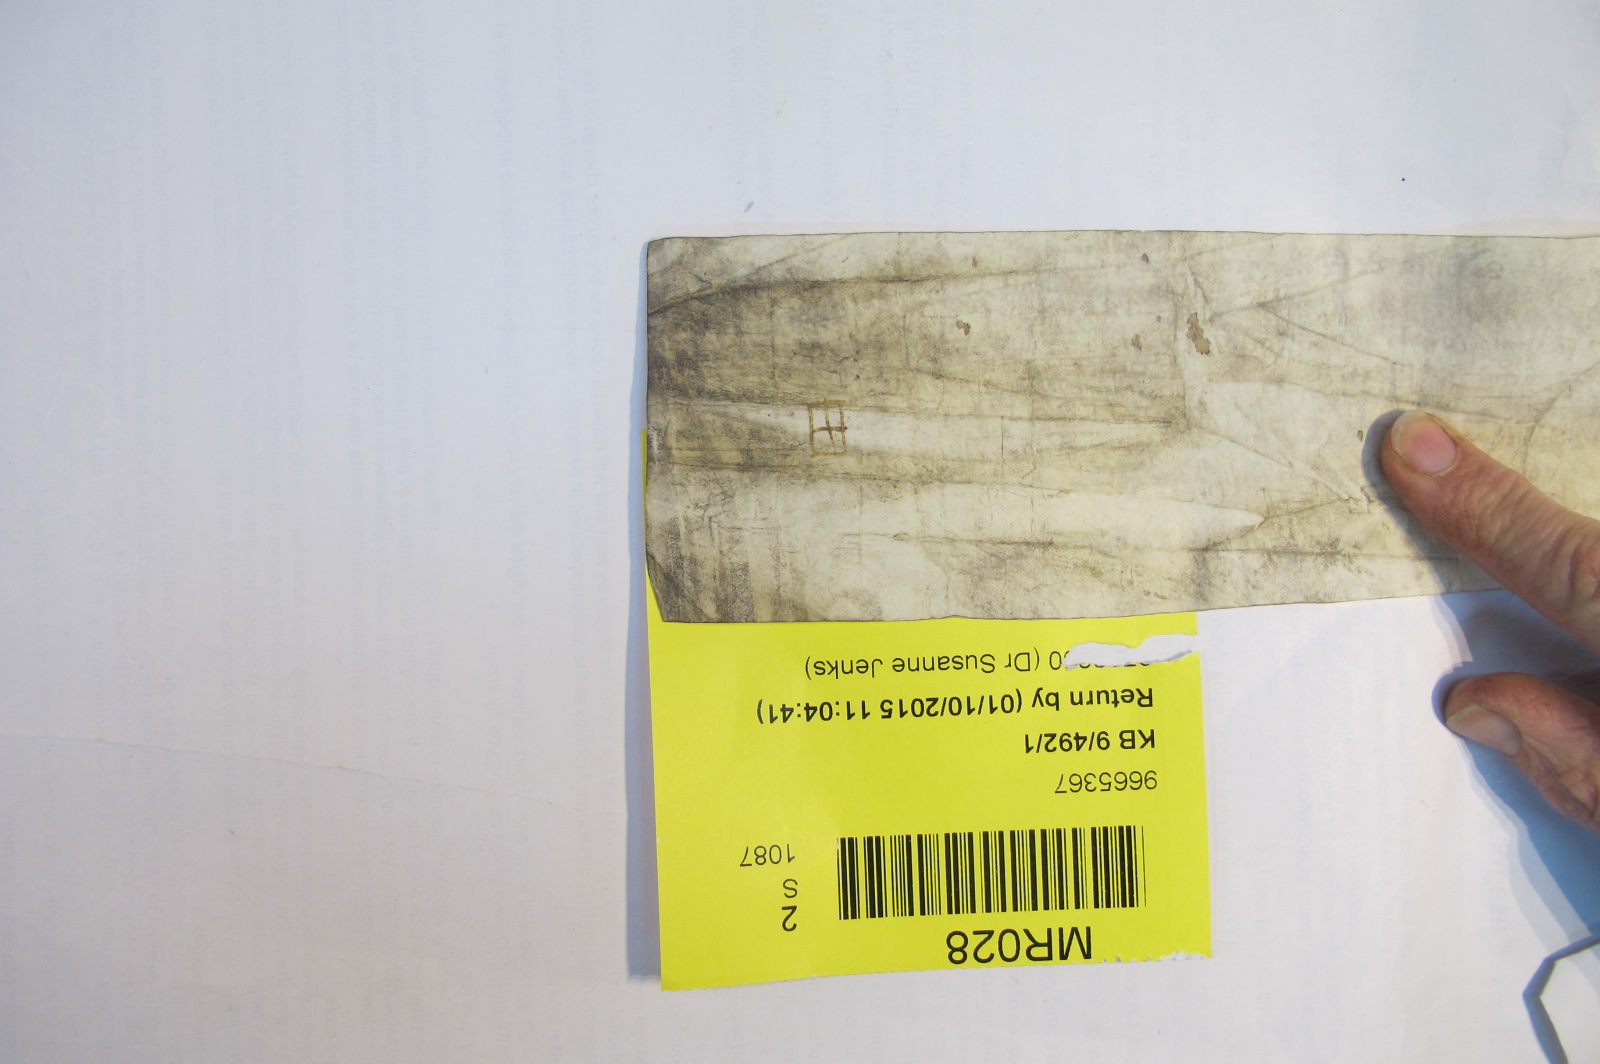 MR028
2
S
1087
9665367
KB 9/492/1
Return by (01/10/2015 11:04:41)
(Dr Susanne Jenks)